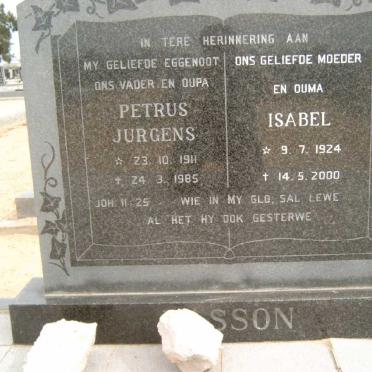 IN TERE HERINNERING AAN
MY GELIEFDE EGGENOOT
ONS VADER EN OUPA
PETRUS
JURGENS
☆ 23. 10. 1911
† 24. 3. 1985
ONS GELIEFDE MOEDER
EN OUMA
ISABEL
☆ 9. 7. 1924
† 14. 5. 2000
JOH. 11:25 WIE IN MY GLO, SAL LEWE
AL HET HY OOK GESTERWE